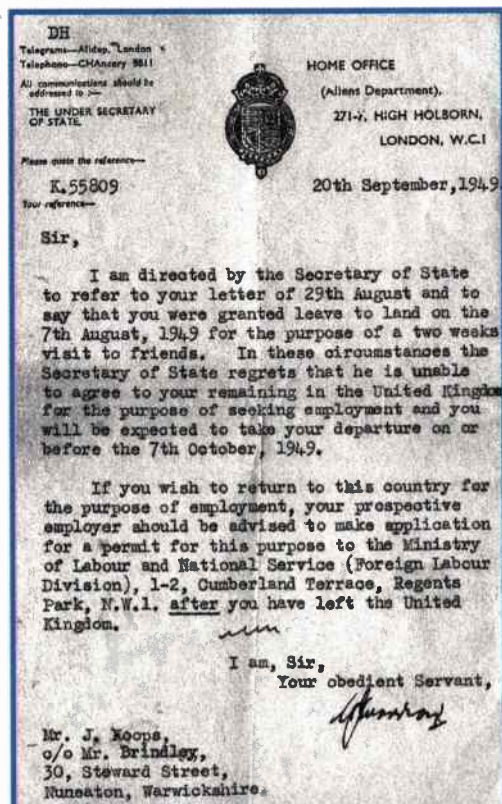 DH
Telegrams—Alidep, London
Telephone—CHAncery 8811
All communications should be
addressed to :—
THE UNDER SECRETARY
OF STATE.
Please quote the reference—
K.55809
Your reference—
HOME OFFICE
(Aliens Department),
HIGH HOLBORN,
LONDON, W.C.1
20th September, 1949
Sir,
I am directed by the Secretary of State
to refer to your letter of 29th August and to
say that you were granted leave to land on the
7th August, 1949 for the purpose of a two weeks
visit to friends. In these circumstances the
Secretary of State regrets that he is unable
to agree to your remaining in the United Kingdom
for the purpose of seeking employment and you
will be expected to take your departure on or
before the 7th October, 1949.
If you wish to return to this country for
the purpose of employment, your prospective
employer should be advised to make application
for a permit for this purpose to the Ministry
of Labour and National Service (Foreign Labour
Division), 1-2, Cumberland Terrace, Regents
Park, N.W.1. after you have left the United
Kingdom.
I am, Sir,
Your obedient Servant,
Mr. J. Koops,
c/o Mr. Brindley,
30, Steward Street,
Nuneaton, Warwickshire.